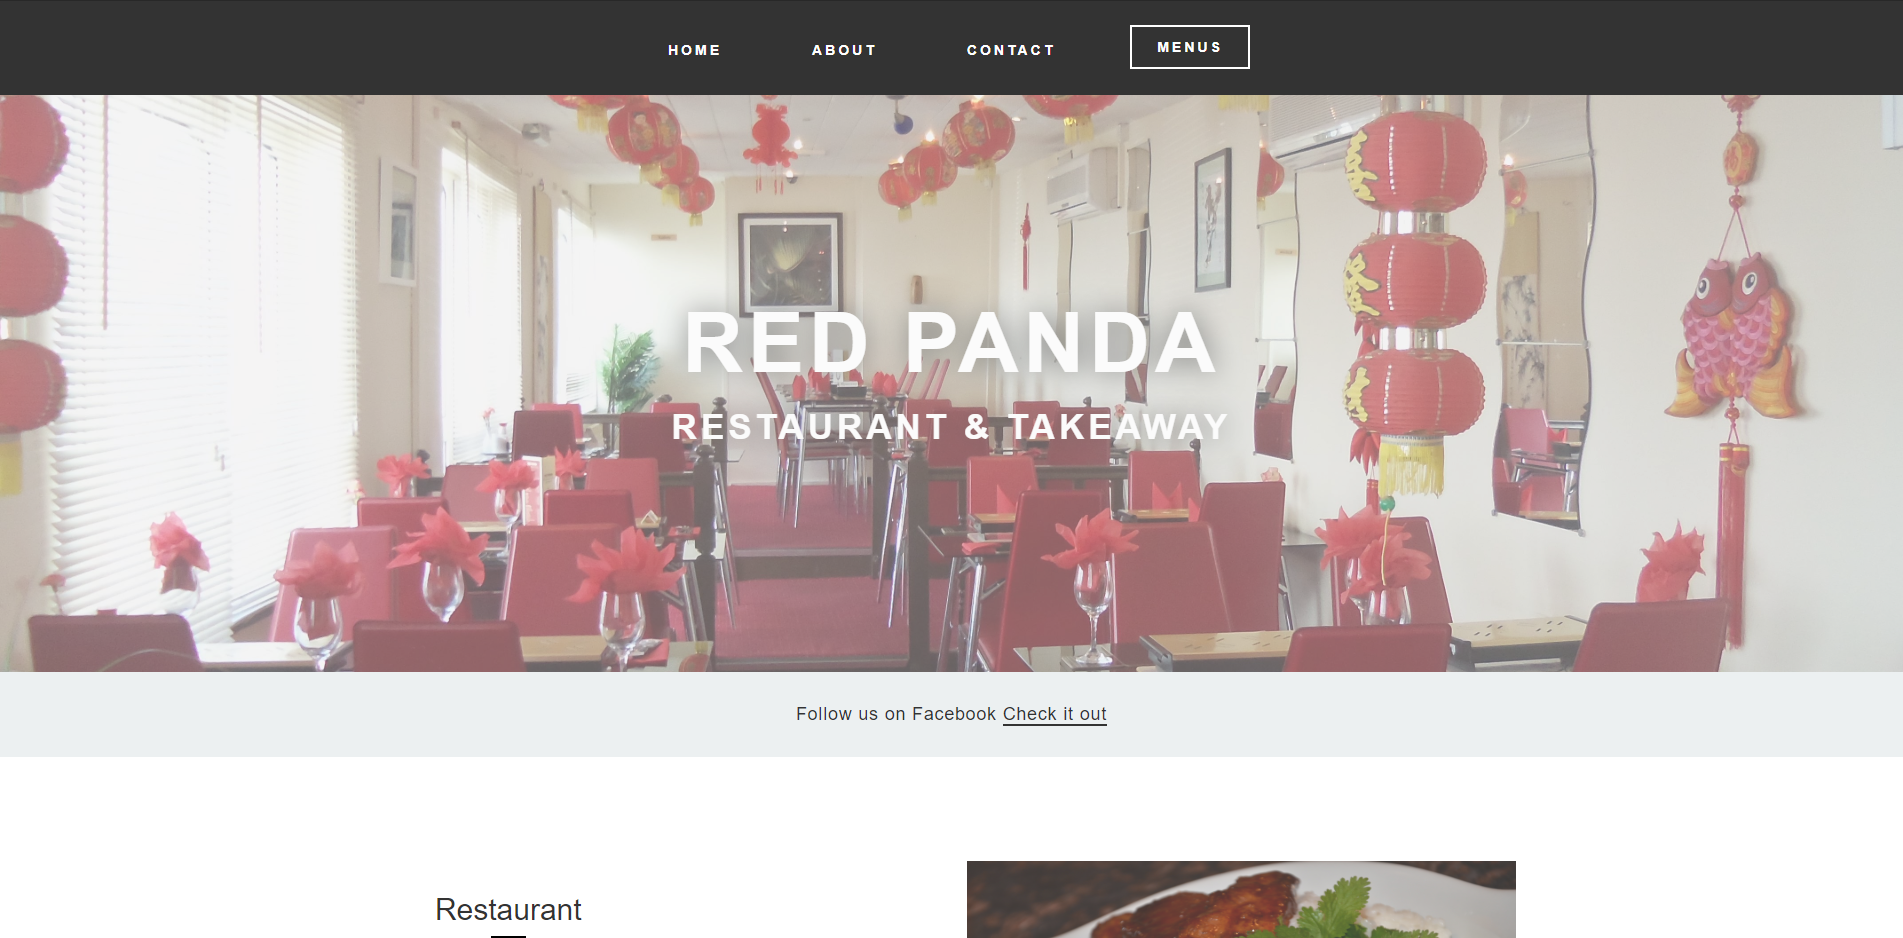 HOME ABOUT CONTACT MENUS
RED PANDA
RESTAURANT & TAKEAWAY
Follow us on Facebook Check it out
Restaurant